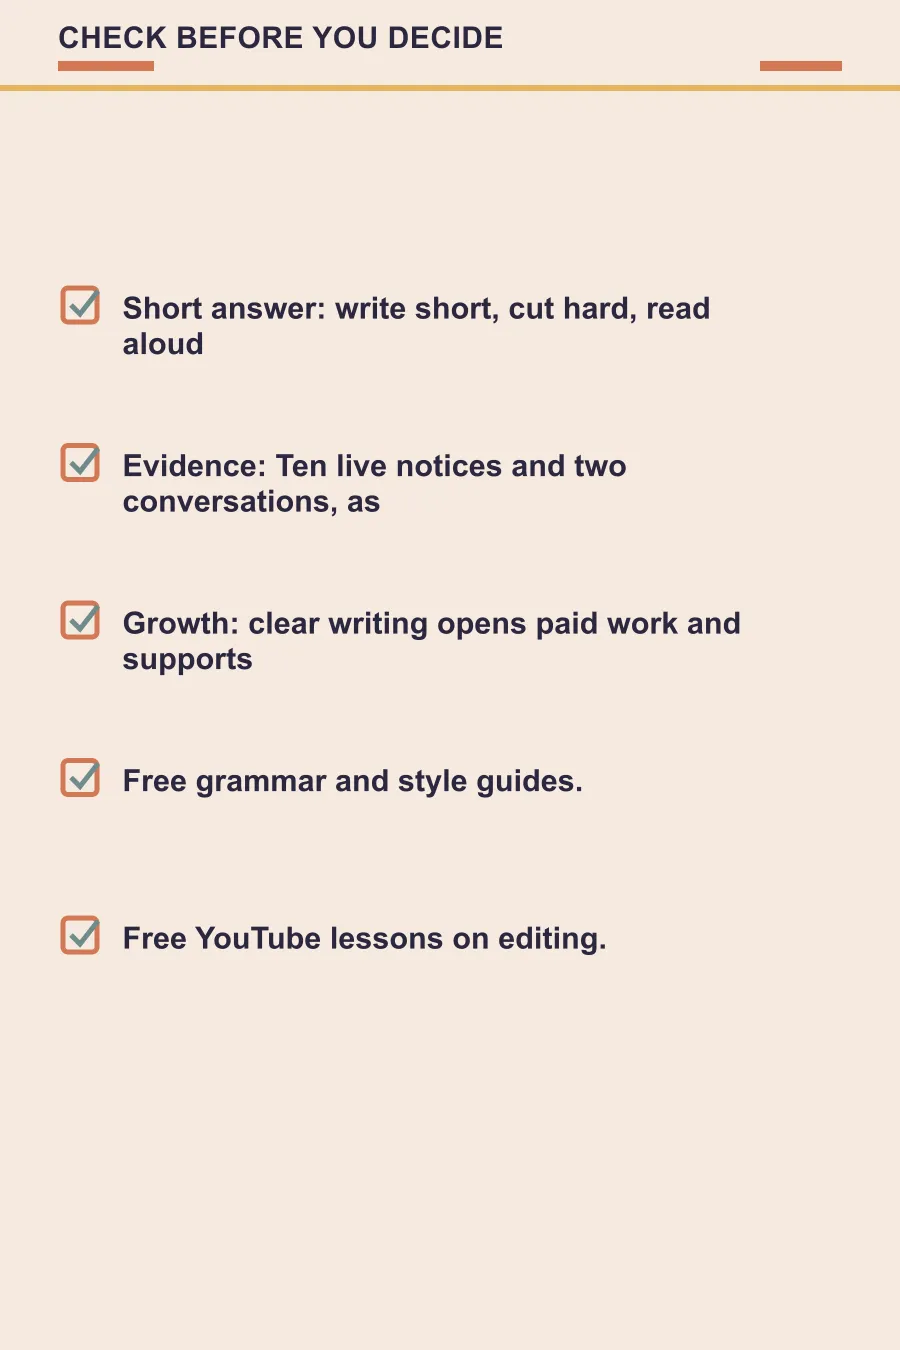 CHECK BEFORE YOU DECIDE
Short answer: write short, cut hard, read
aloud
Evidence: Ten live notices and two
conversations, as
Growth: clear writing opens paid work and
supports
Free grammar and style guides.
Free YouTube lessons on editing.